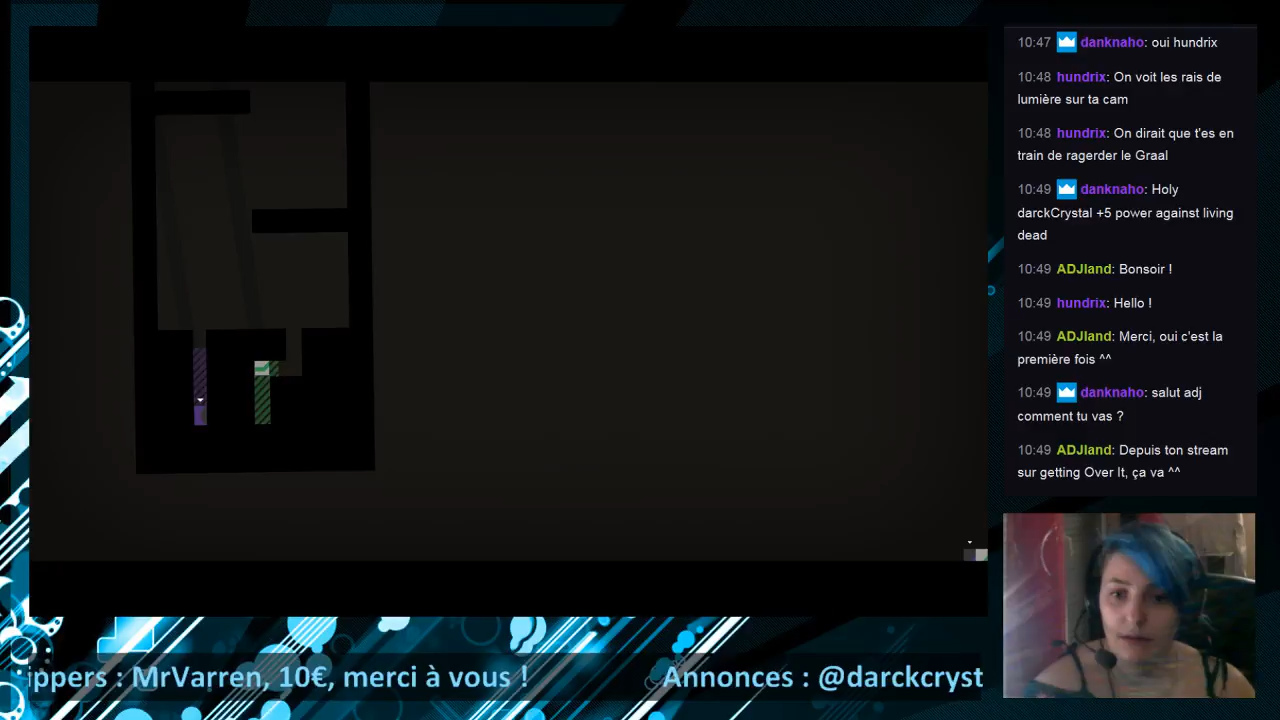 10:47 danknaho: oui hundrix
10:48 hundrix: On voit les rais de
lumière sur ta cam
10:48 hundrix: On dirait que t'es en
train de ragerder le Graal
10:49 danknaho: Holy
darckCrystal +5 power against living
dead
10:49 ADJland: Bonsoir !
10:49 hundrix: Hello !
10:49 ADJland: Merci, oui c'est la
première fois ^^
10:49 danknaho: salut adj
comment tu vas ?
10:49 ADJland: Depuis ton stream
sur getting Over It, ça va ^^
ippers : MrVarren, 10€, merci à vous !
Annonces : @darckcryst